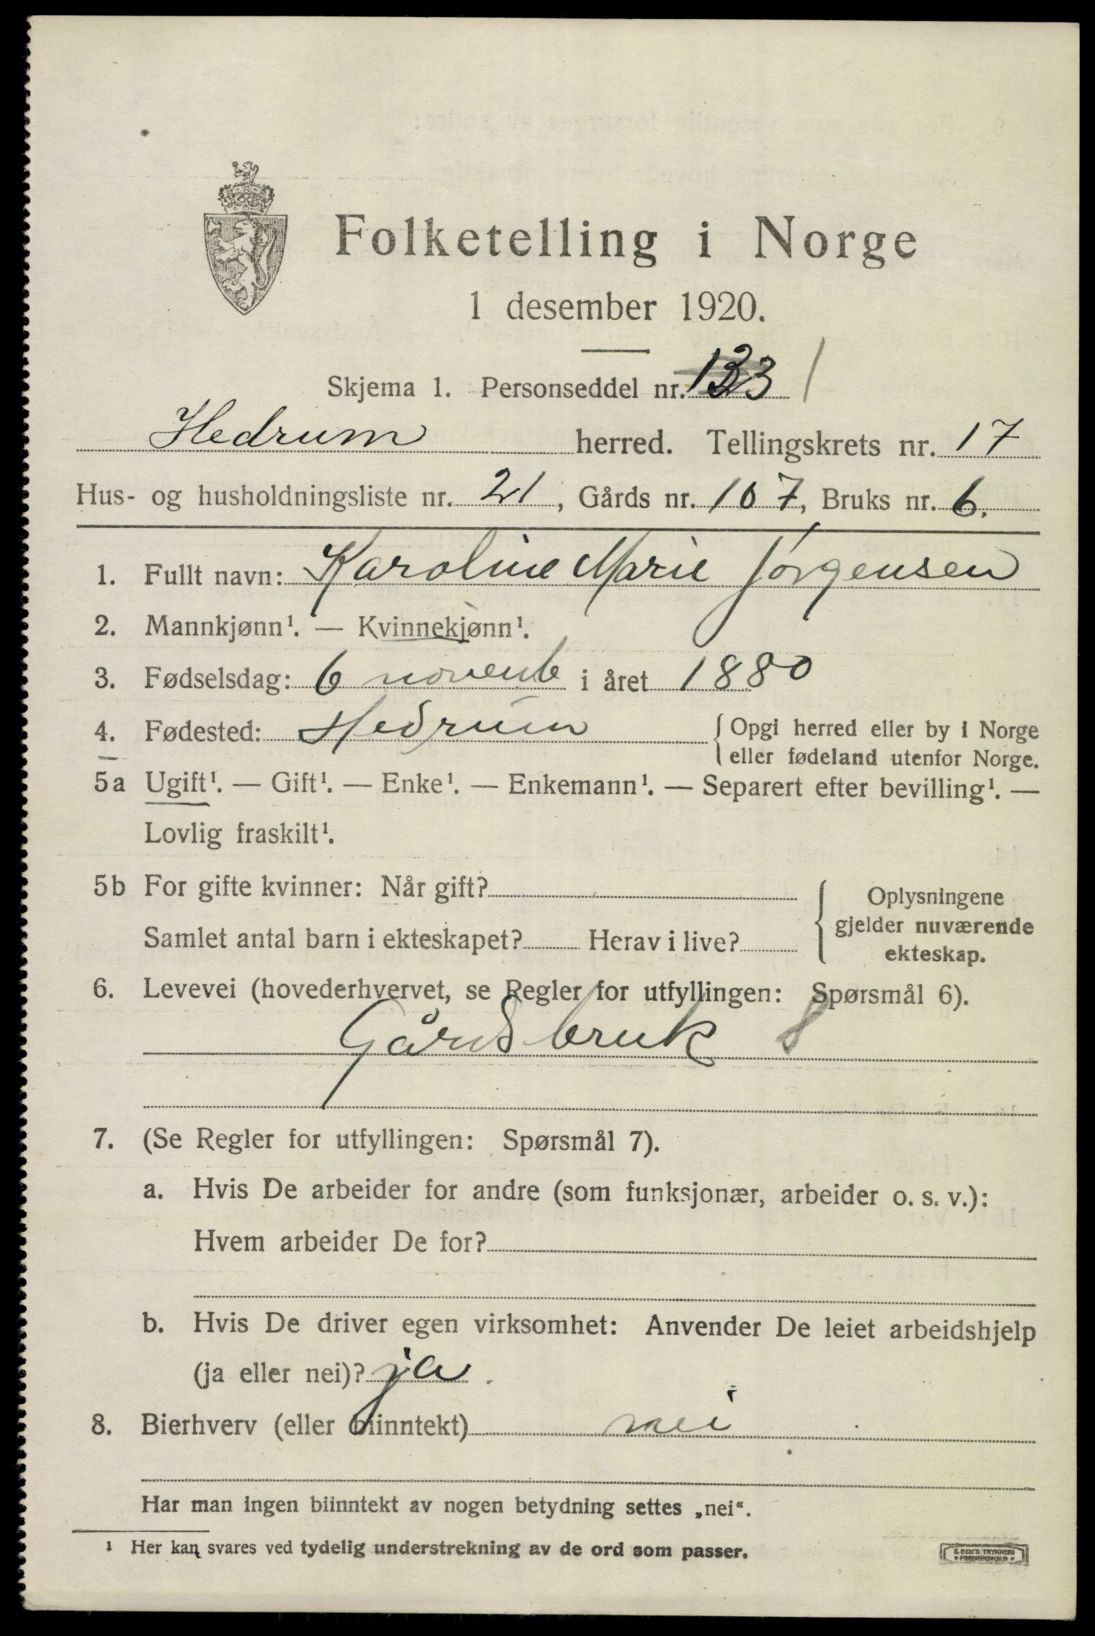 Folketelling i Norge
1 desember 1920.
Skjema 1. Personseddel nr. 133 1
Hedrum herred. Tellingskrets nr. 17
Hus- og husholdningsliste nr. 21, Gårds nr. 107, Bruks nr. 6.
1. Fullt navn: Karoline Marie Jørgensen
2. Mannkjønn¹. — Kvinnekjønn¹.
3. Fødselsdag: 6 novemb i året 1880
4. Fødested: Hedrum { Opgi herred eller by i Norge
eller fødeland utenfor Norge.
5a Ugift¹. — Gift¹. — Enke¹. — Enkemann¹. — Separert efter bevilling¹. —
Lovlig fraskilt¹.
5b For gifte kvinner: Når gift? { Oplysningene
gjelder nuværende
ekteskap.
Samlet antal barn i ekteskapet? Herav i live?
6. Levevei (hovederhvervet, se Regler for utfyllingen: Spørsmål 6).
Gårdsbruk 8
7. (Se Regler for utfyllingen: Spørsmål 7).
a. Hvis De arbeider for andre (som funksjonær, arbeider o. s. v.):
Hvem arbeider De for?
b. Hvis De driver egen virksomhet: Anvender De leiet arbeidshjelp
(ja eller nei)? ja.
8. Bierhverv (eller biinntekt) nei
Har man ingen biinntekt av nogen betydning settes „nei“.
¹ Her kan svares ved tydelig understrekning av de ord som passer.